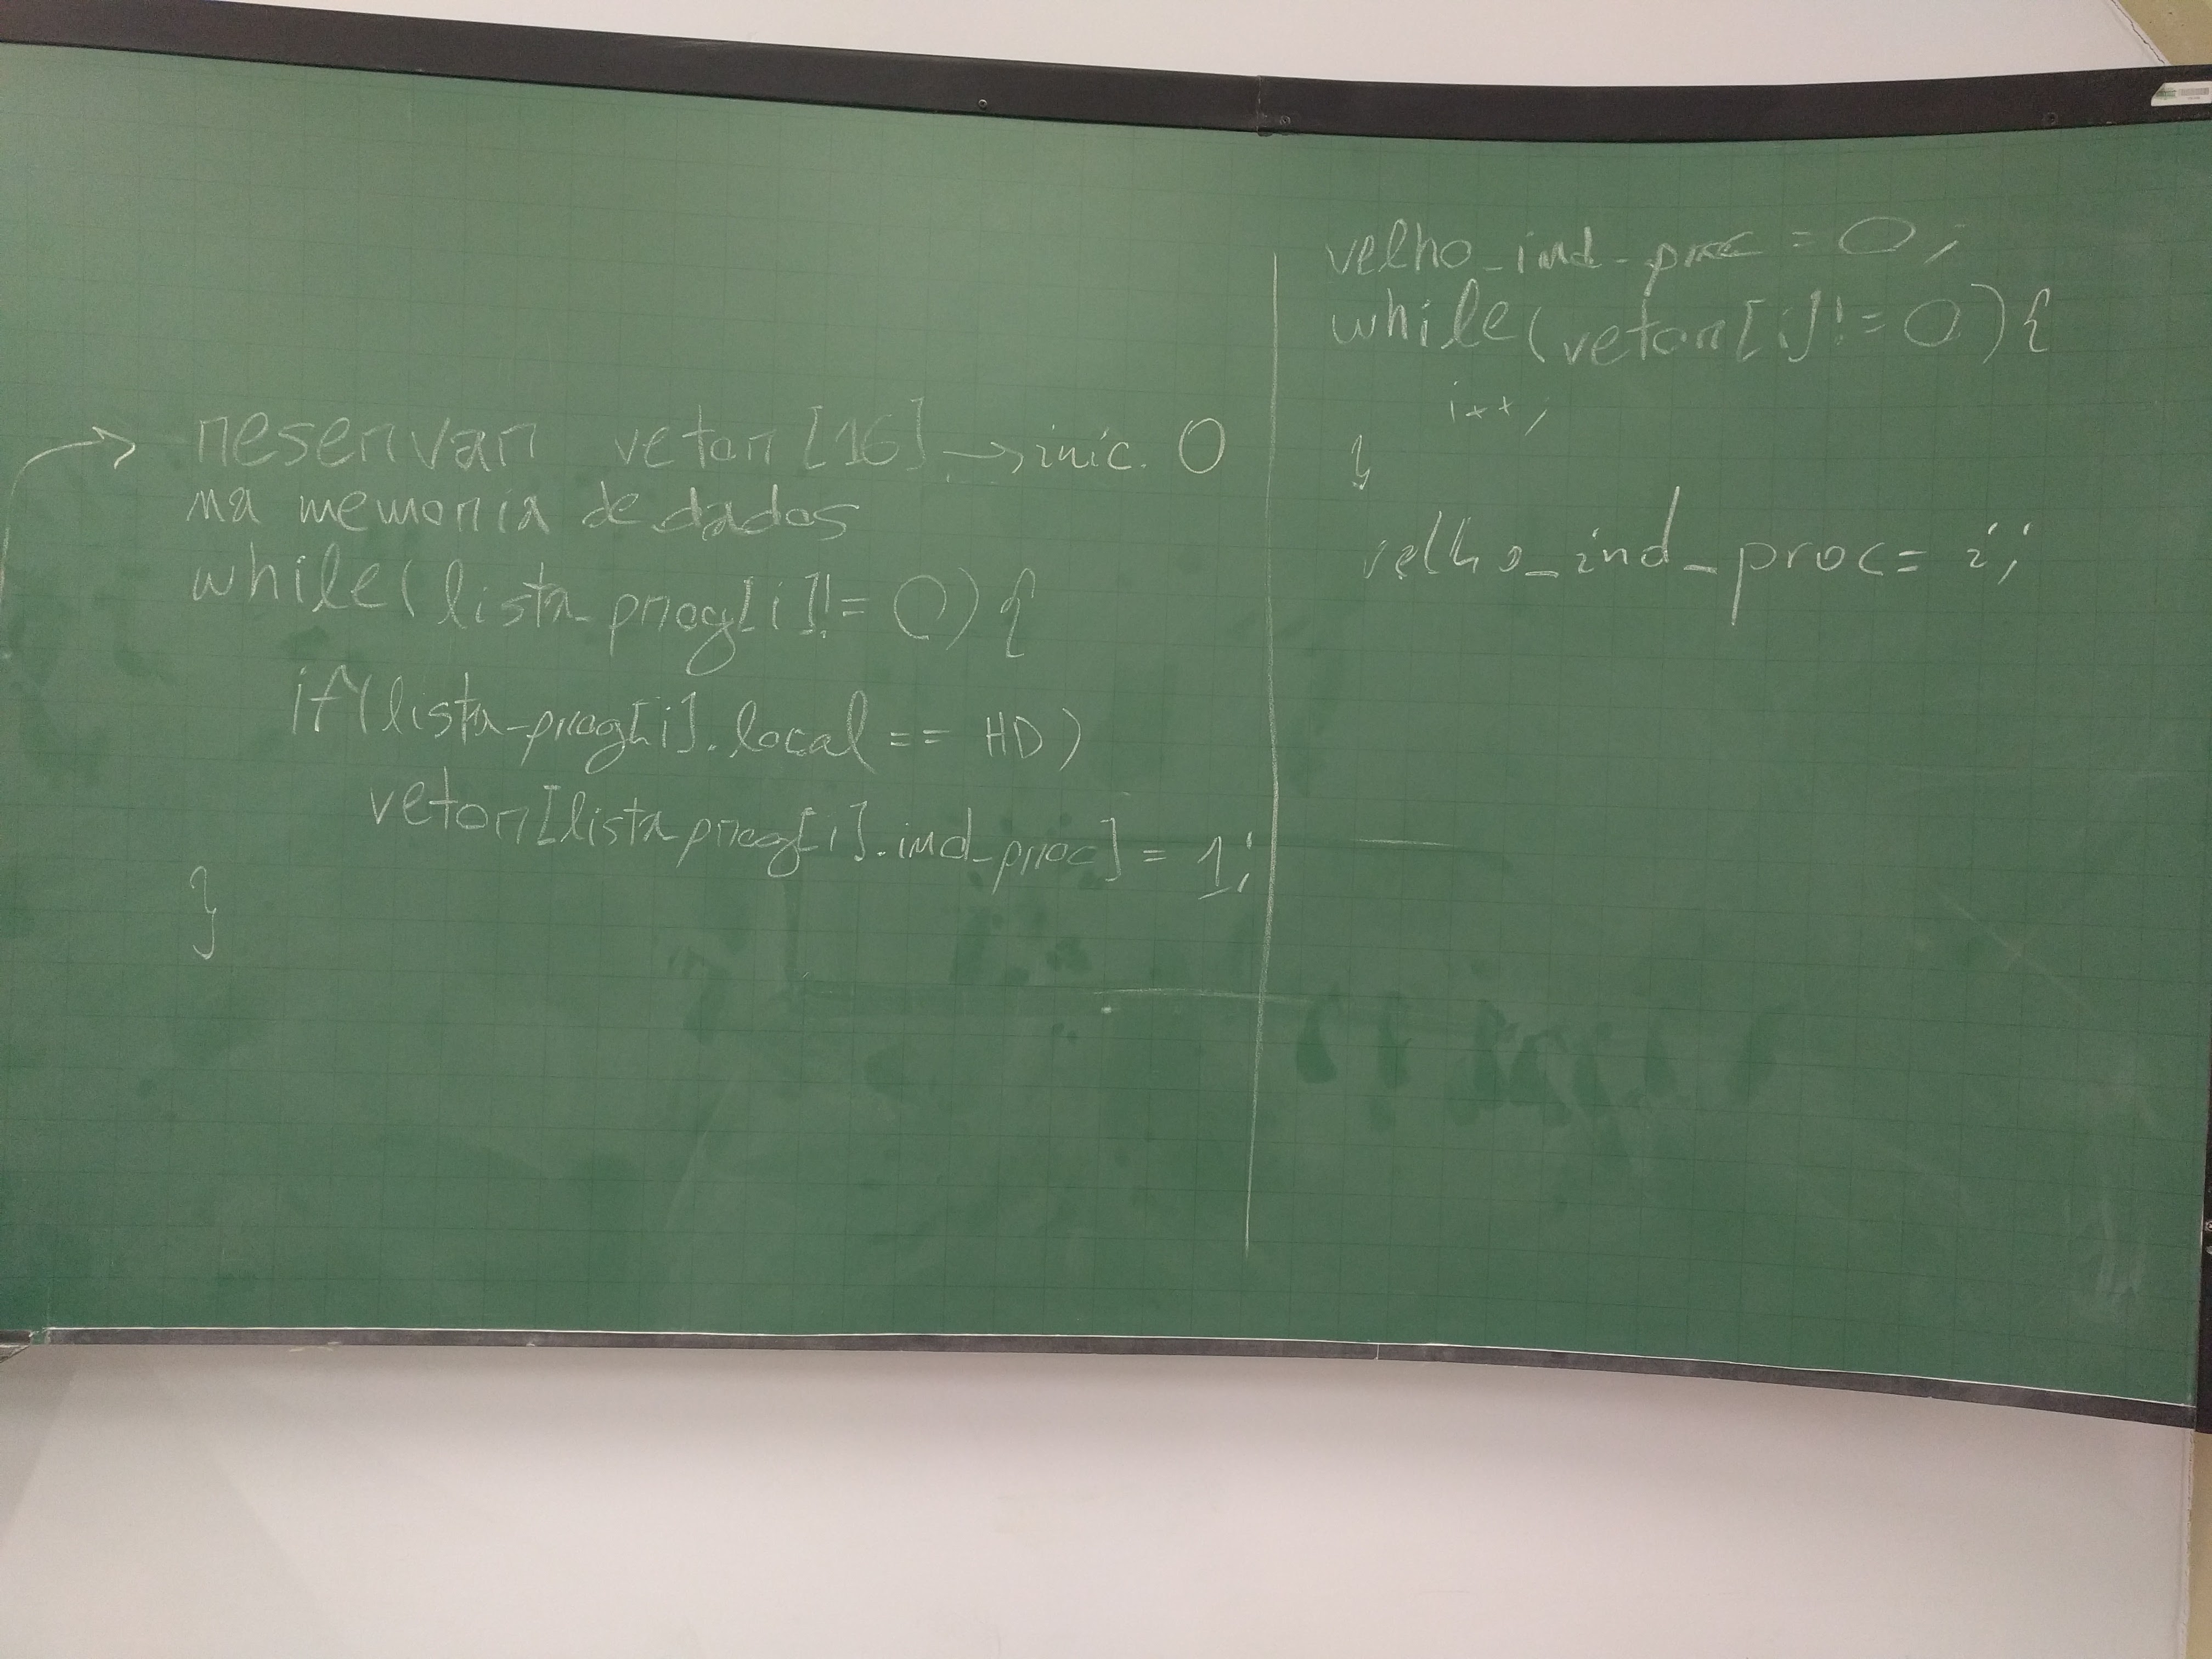 reservar vetor [16] → inic. 0
na memoria de dados
while(lista_prog[i]!= 0){
if(lista_prog[i].local == HD)
vetor[lista_prog[i].ind_proc] = 1;
}
velho_ind_proc = 0;
while(vetor[i]!= 0){
i++;
}
velho_ind_proc = i;